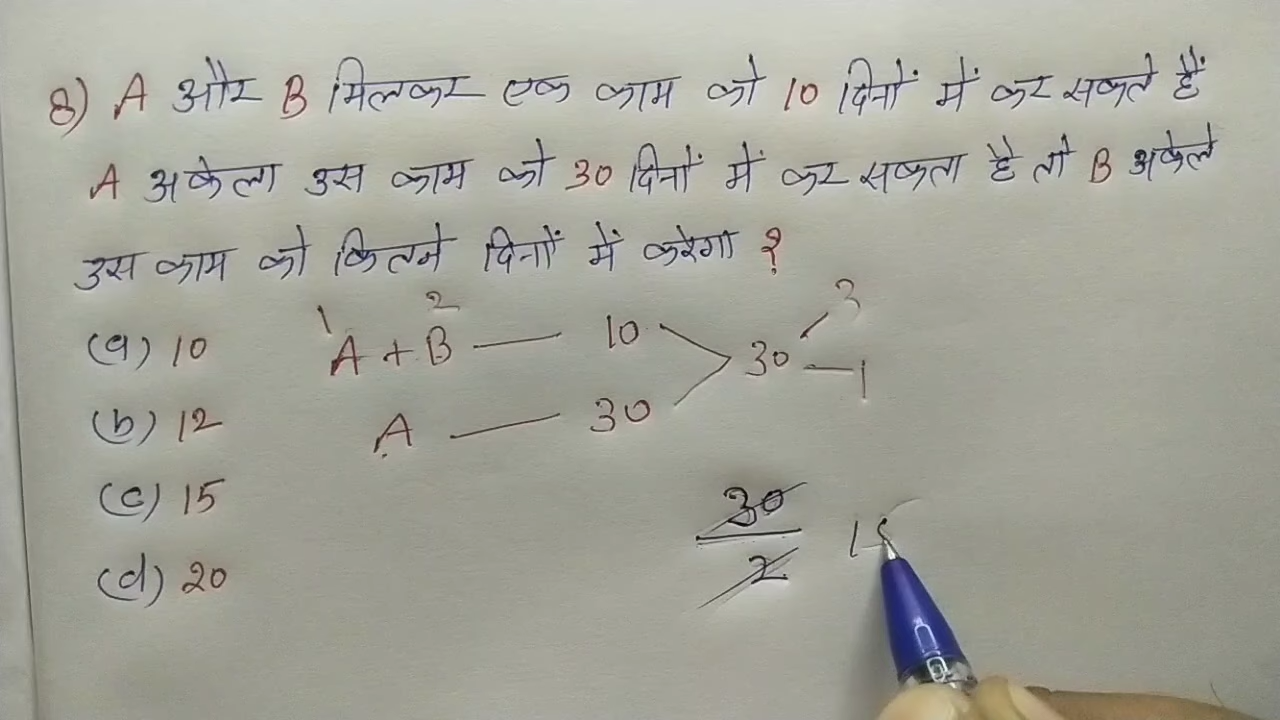 8) A और B मिलकर एक काम को 10 दिनों में कर सकते हैं
A अकेला उस काम को 30 दिनों में कर सकता है तो B अकेले
उस काम को कितने दिनों में करेगा ?
(a) 10
(b) 12
(c) 15
(d) 20
1 2
A + B — 10
A — 30
30
3
1
30
2
15